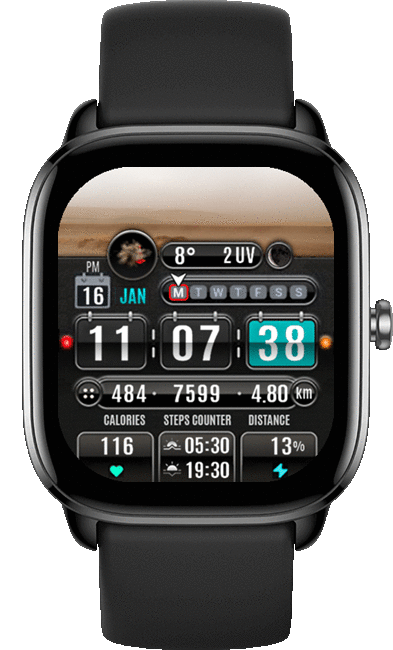 8° 2UV
PM
16 JAN M T W T F S S
11 07 38
484 · 7599 · 4.80 km
CALORIES STEPS COUNTER DISTANCE
116 05:30 13%
19:30